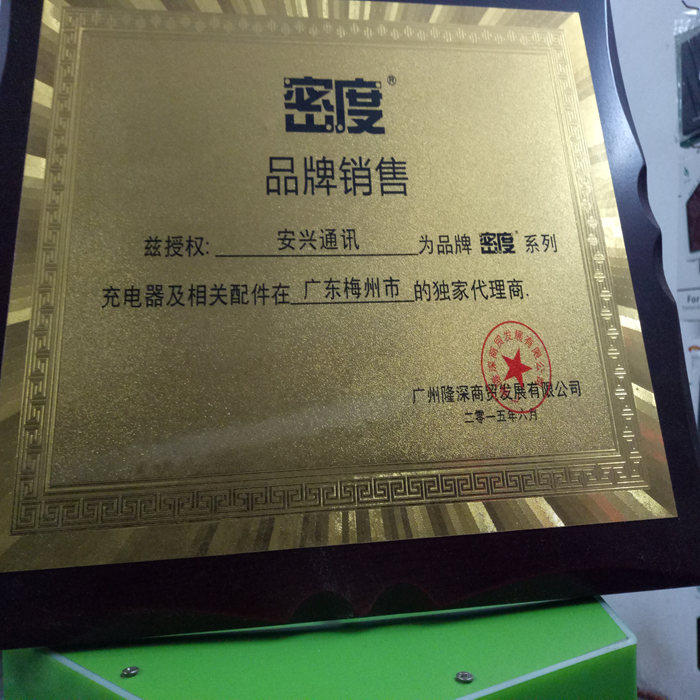 密度®
品牌销售
兹授权: 安兴通讯 为品牌 密度® 系列
充电器及相关配件在 广东梅州市 的独家代理商.
广州隆深商贸发展有限公司
二零一五年六月